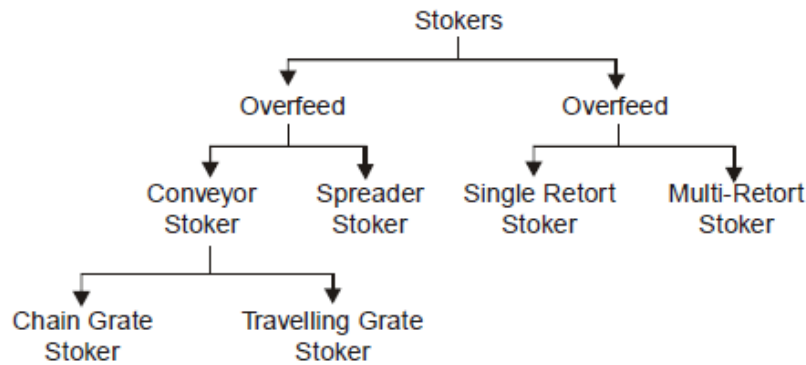 Stokers
Overfeed
Overfeed
Conveyor
Stoker
Spreader
Stoker
Single Retort
Stoker
Multi-Retort
Stoker
Chain Grate
Stoker
Travelling Grate
Stoker